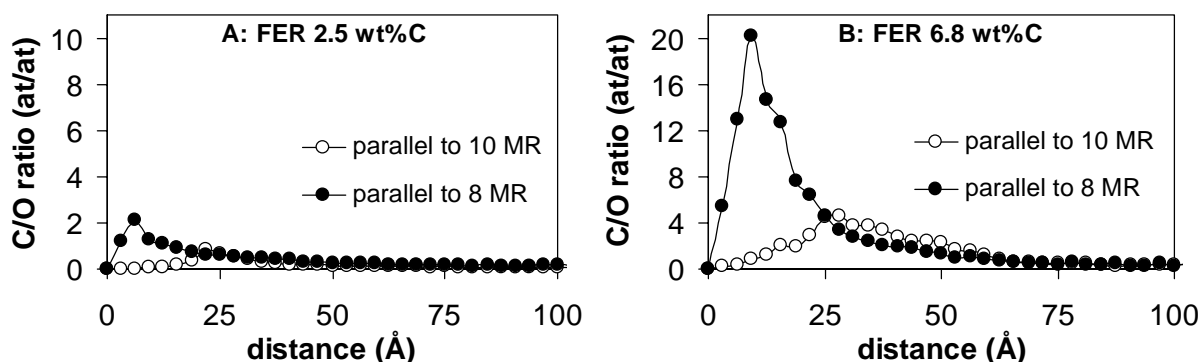 A: FER 2.5 wt%C
C/O ratio (at/at)
10
8
6
4
2
0
parallel to 10 MR
parallel to 8 MR
0 25 50 75 100
distance (Å)
B: FER 6.8 wt%C
C/O ratio (at/at)
20
16
12
8
4
0
parallel to 10 MR
parallel to 8 MR
0 25 50 75 100
distance (Å)